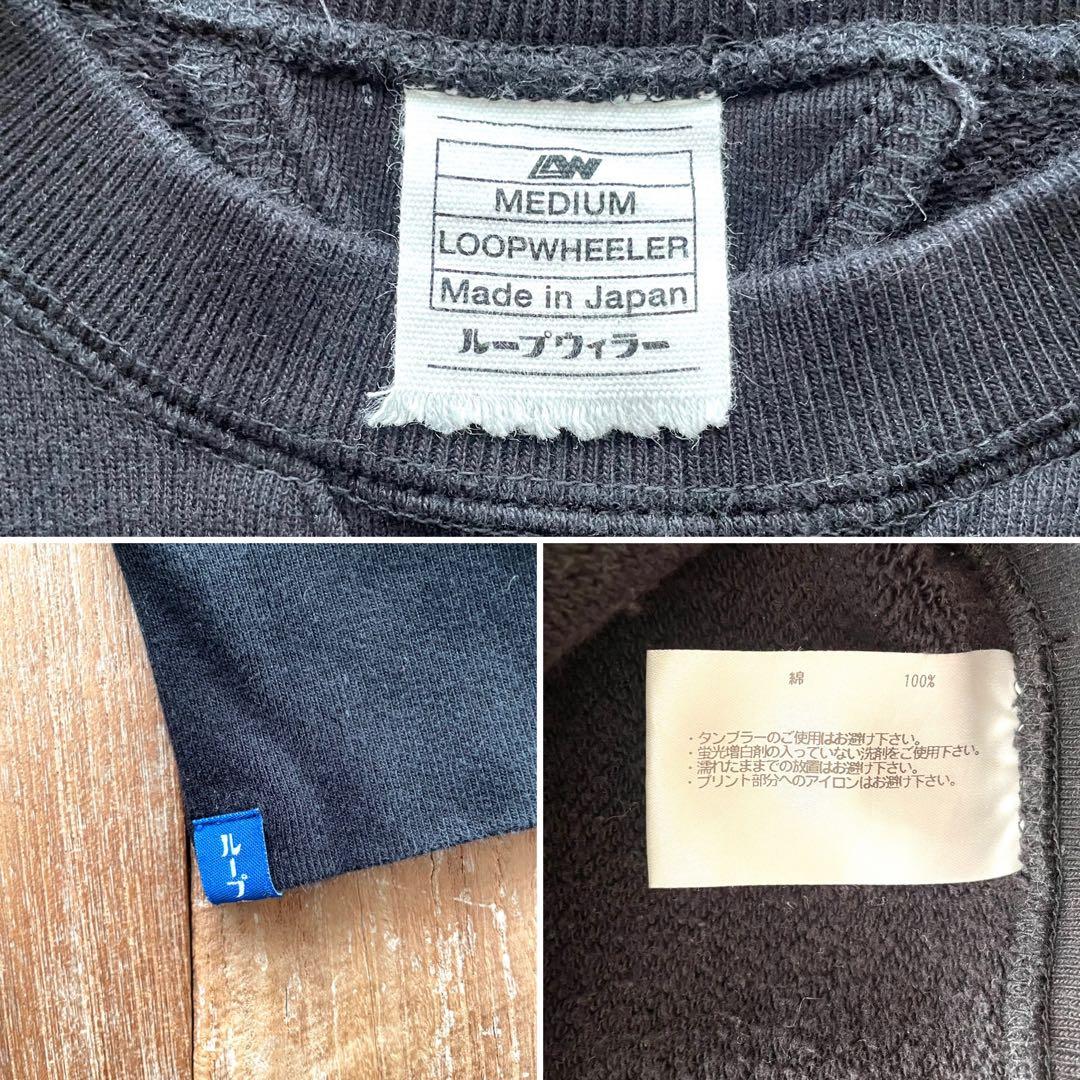 LW
MEDIUM
LOOPWHEELER
Made in Japan
ループウィラー
ループ
綿 100%
・タンブラーのご使用はお避け下さい。
・蛍光増白剤の入っていない洗剤をご使用下さい。
・濡れたままでの放置はお避け下さい。
・プリント部分へのアイロンはお避け下さい。